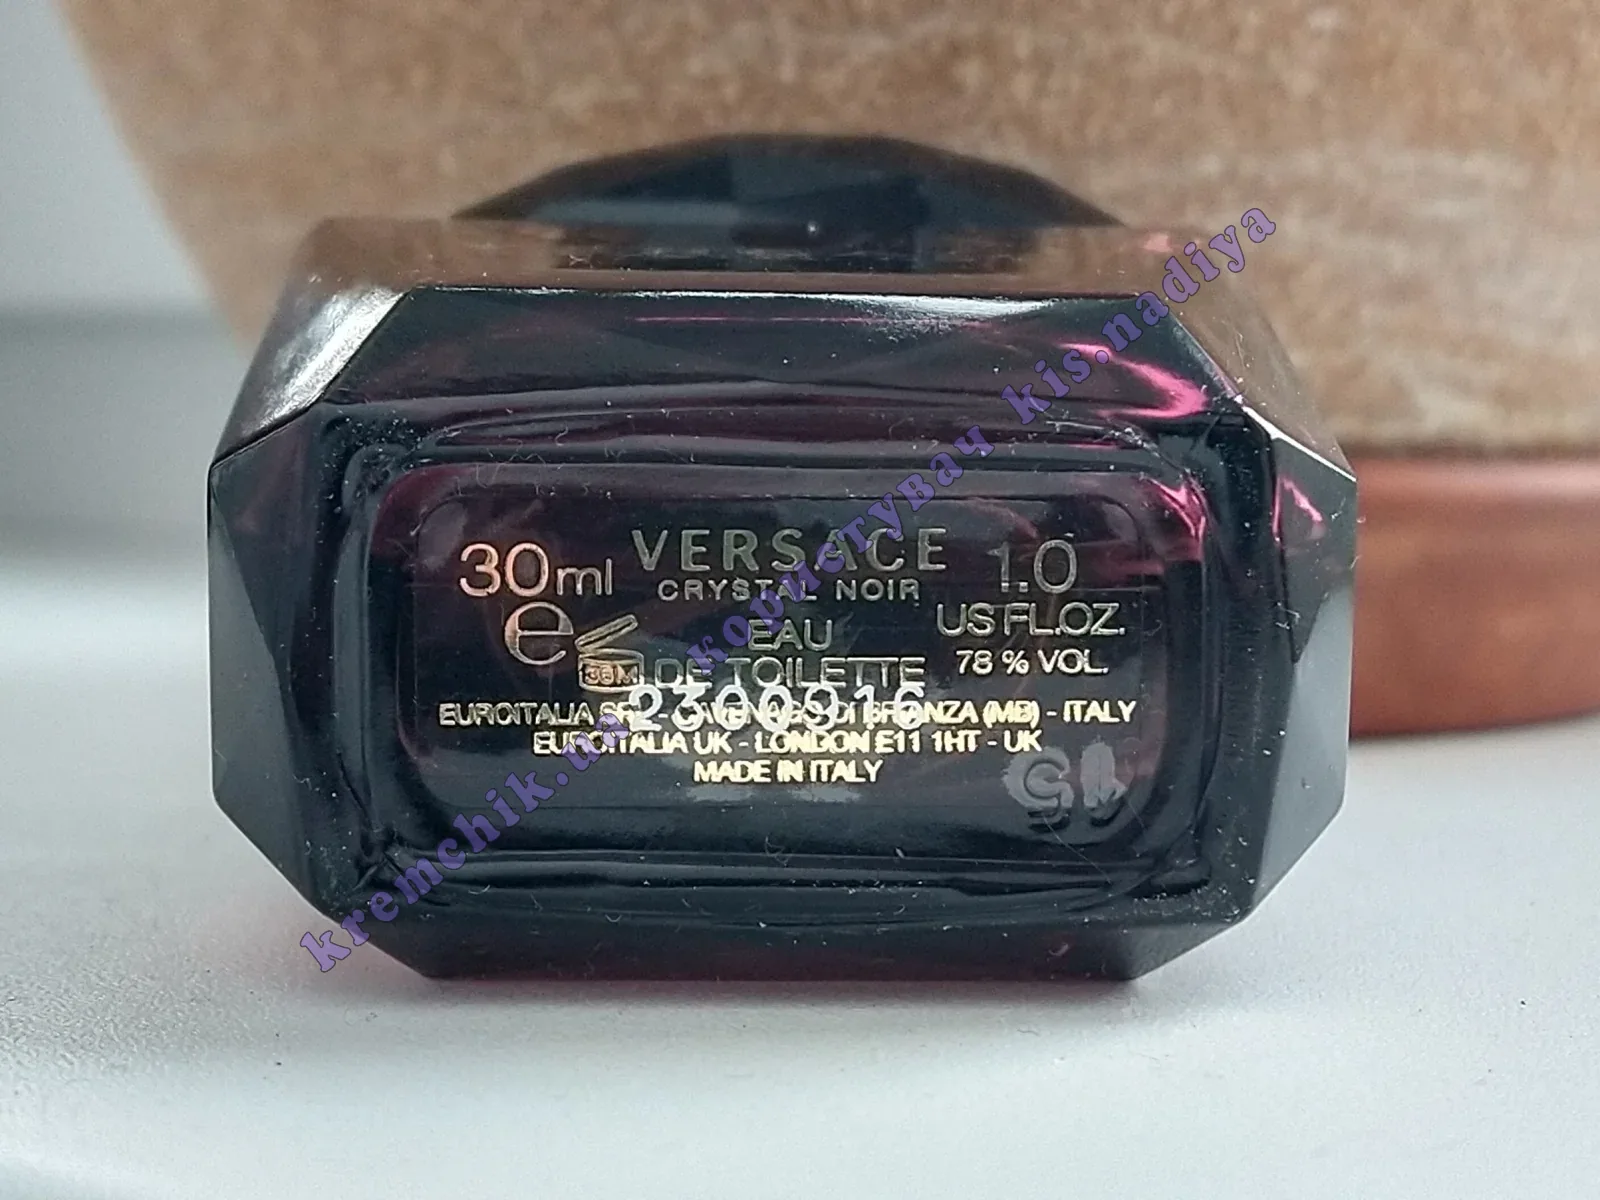 30ml
VERSACE
1.0
CRYSTAL NOIR
US FL.OZ.
e
EAU
36M
DE TOILETTE
78 % VOL.
2300916
EUROITALIA SRL - CAVENAGO DI BRIANZA (MB) - ITALY
EUROITALIA UK - LONDON E11 1HT - UK
MADE IN ITALY
kremchik.ua користувач kis.nadiya